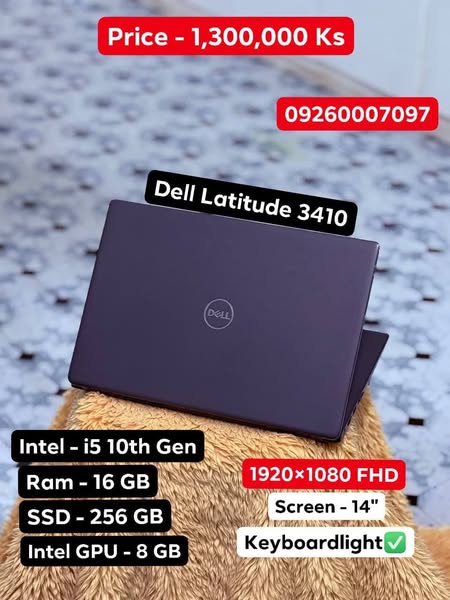 Price - 1,300,000 Ks
09260007097
Dell Latitude 3410
DELL
Intel - i5 10th Gen
Ram - 16 GB
SSD - 256 GB
Intel GPU - 8 GB
1920×1080 FHD
Screen - 14"
Keyboardlight✅